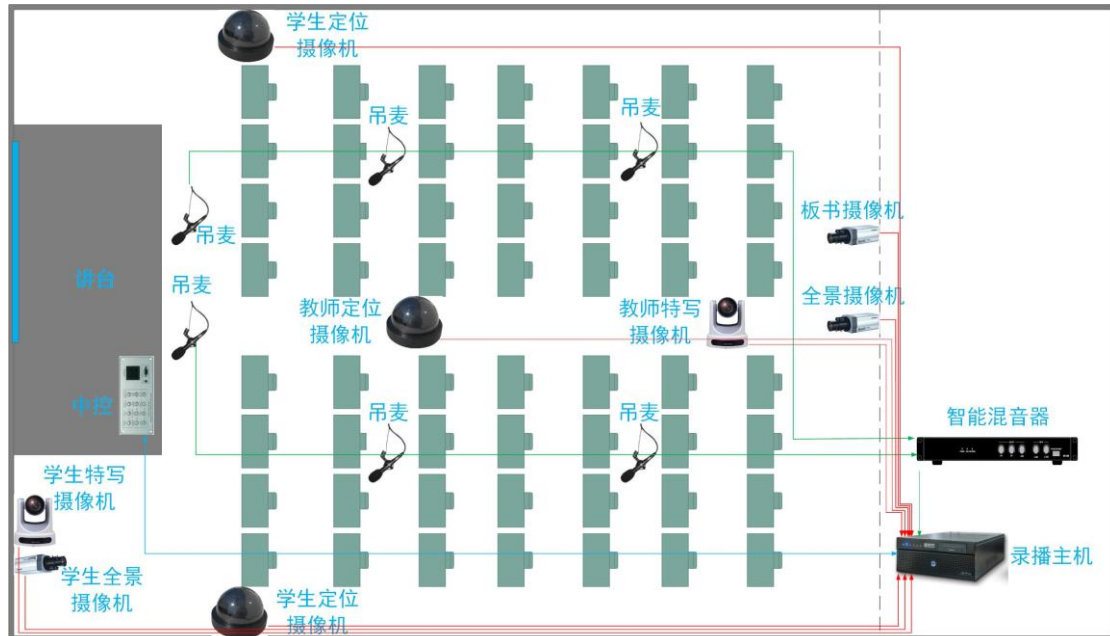 学生定位
摄像机
吊麦
吊麦
吊麦
板书摄像机
讲台
吊麦
教师定位
摄像机
教师特写
摄像机
全景摄像机
中控
吊麦
吊麦
智能混音器
学生特写
摄像机
录播主机
学生全景
摄像机
学生定位
摄像机